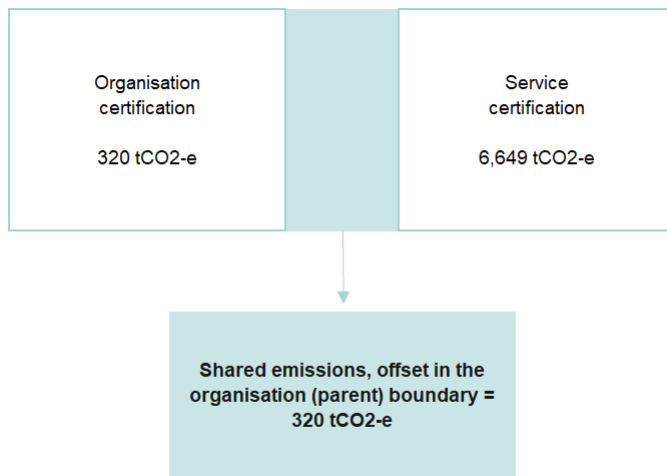 Organisation
certification
320 tCO2-e
Service
certification
6,649 tCO2-e
Shared emissions, offset in the
organisation (parent) boundary =
320 tCO2-e